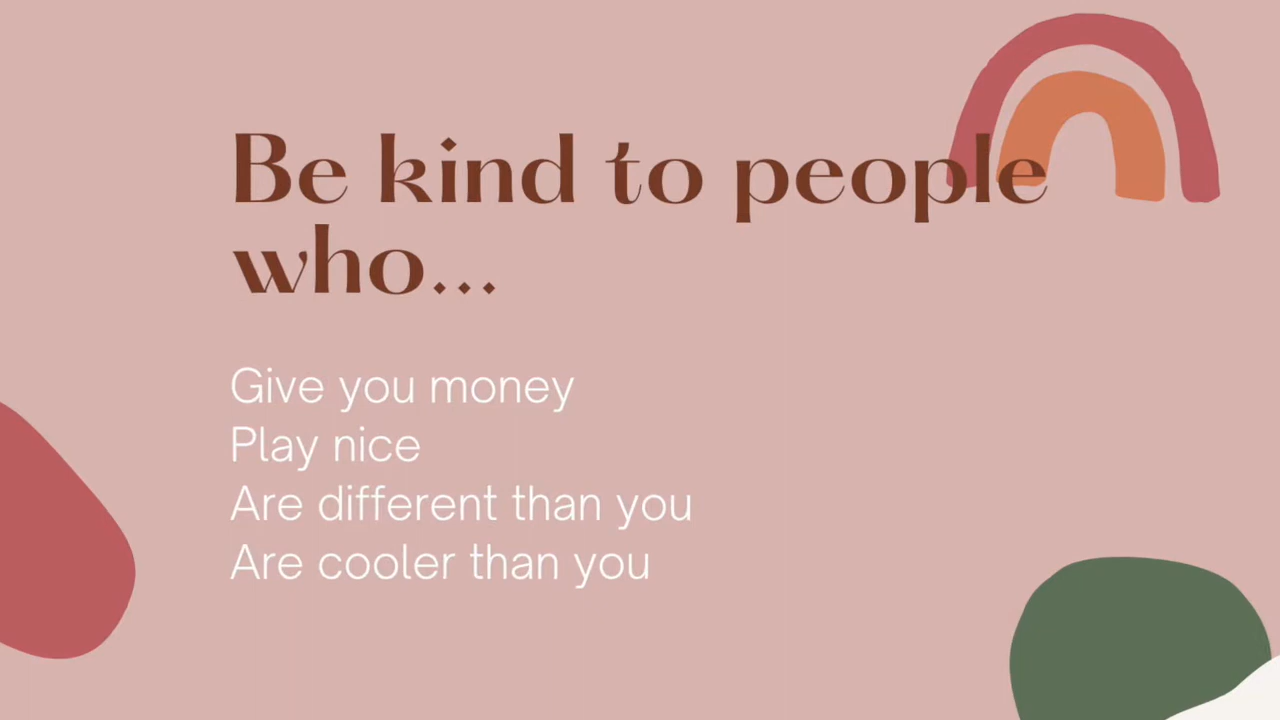 Be kind to people
who...
Give you money
Play nice
Are different than you
Are cooler than you